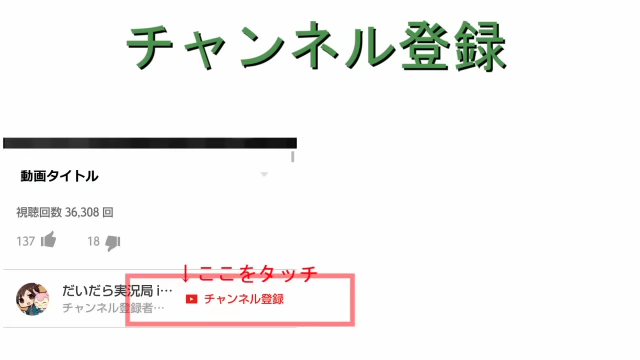 チャンネル登録
動画タイトル
視聴回数 36,308 回
137 18
↓ここをタッチ
だいだら実況局 i…
チャンネル登録
チャンネル登録者…